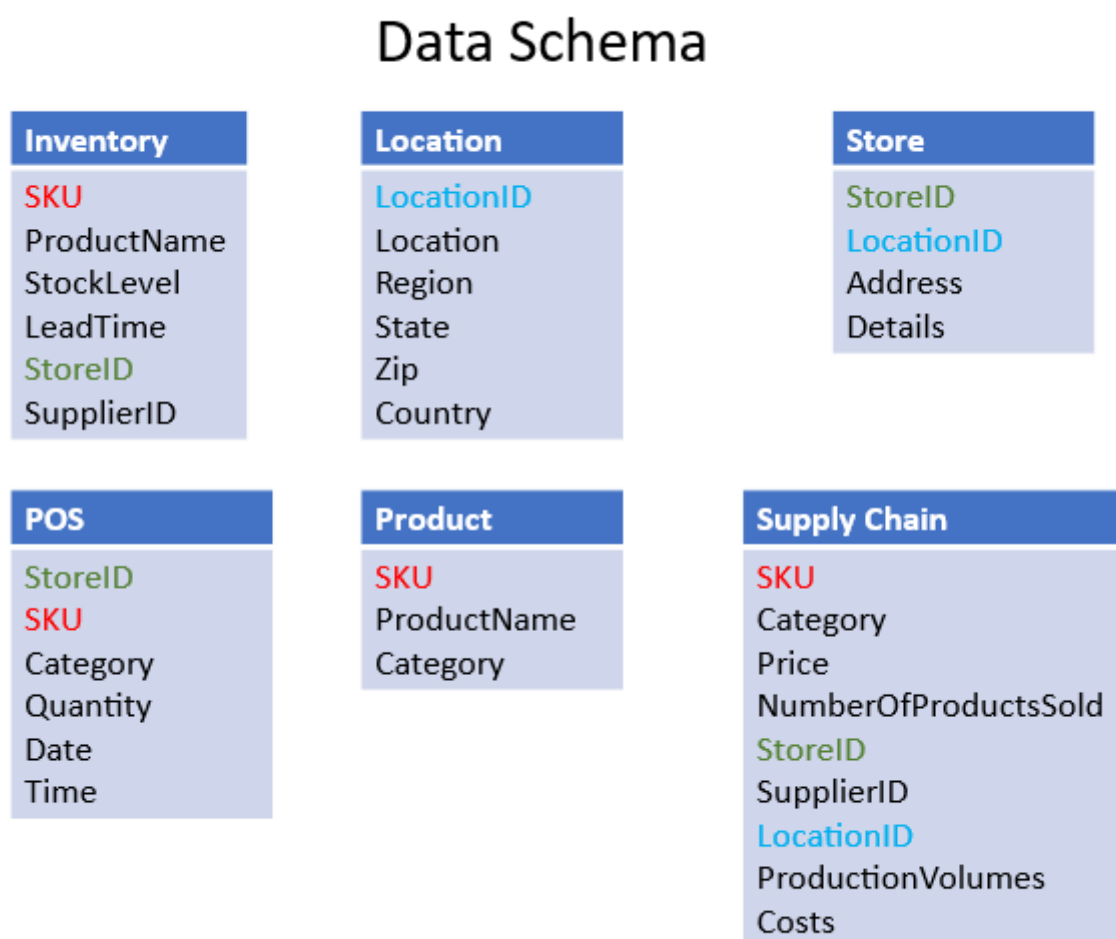 Data Schema
Inventory
SKU
ProductName
StockLevel
LeadTime
StoreID
SupplierID
Location
LocationID
Location
Region
State
Zip
Country
Store
StoreID
LocationID
Address
Details
POS
StoreID
SKU
Category
Quantity
Date
Time
Product
SKU
ProductName
Category
Supply Chain
SKU
Category
Price
NumberOfProductsSold
StoreID
SupplierID
LocationID
ProductionVolumes
Costs